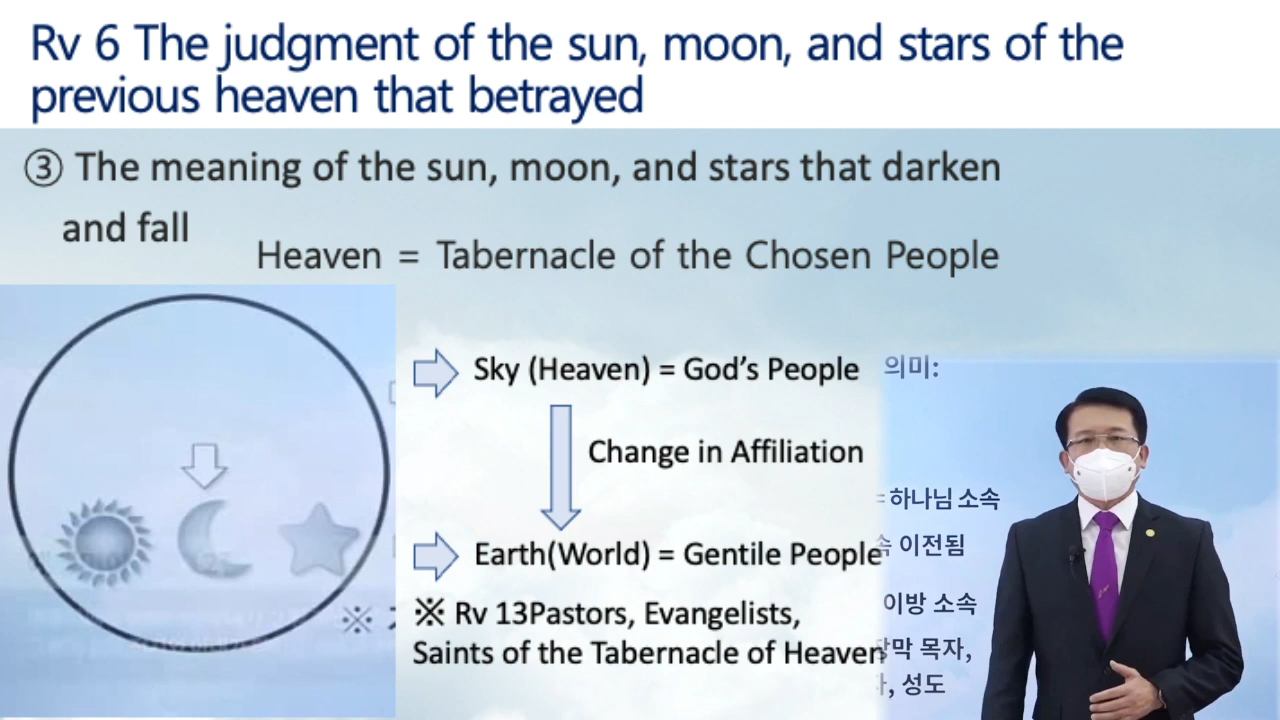 Rv 6 The judgment of the sun, moon, and stars of the
previous heaven that betrayed
③ The meaning of the sun, moon, and stars that darken
and fall
Heaven = Tabernacle of the Chosen People
Sky (Heaven) = God's People
의미:
Change in Affiliation
= 하나님 소속
속 이전됨
Earth(World) = Gentile People
이방 소속
※
※ Rv 13Pastors, Evangelists,
Saints of the Tabernacle of Heaven
장막 목자,
, 성도